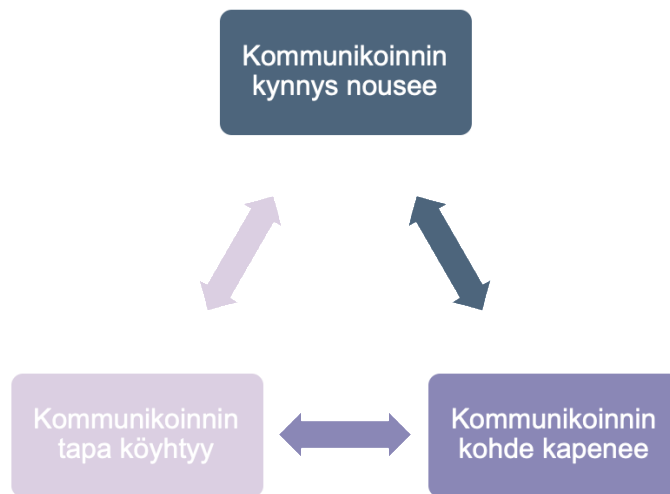 Kommunikoinnin
kynnys nousee
Kommunikoinnin
tapa köyhtyy
Kommunikoinnin
kohde kapenee